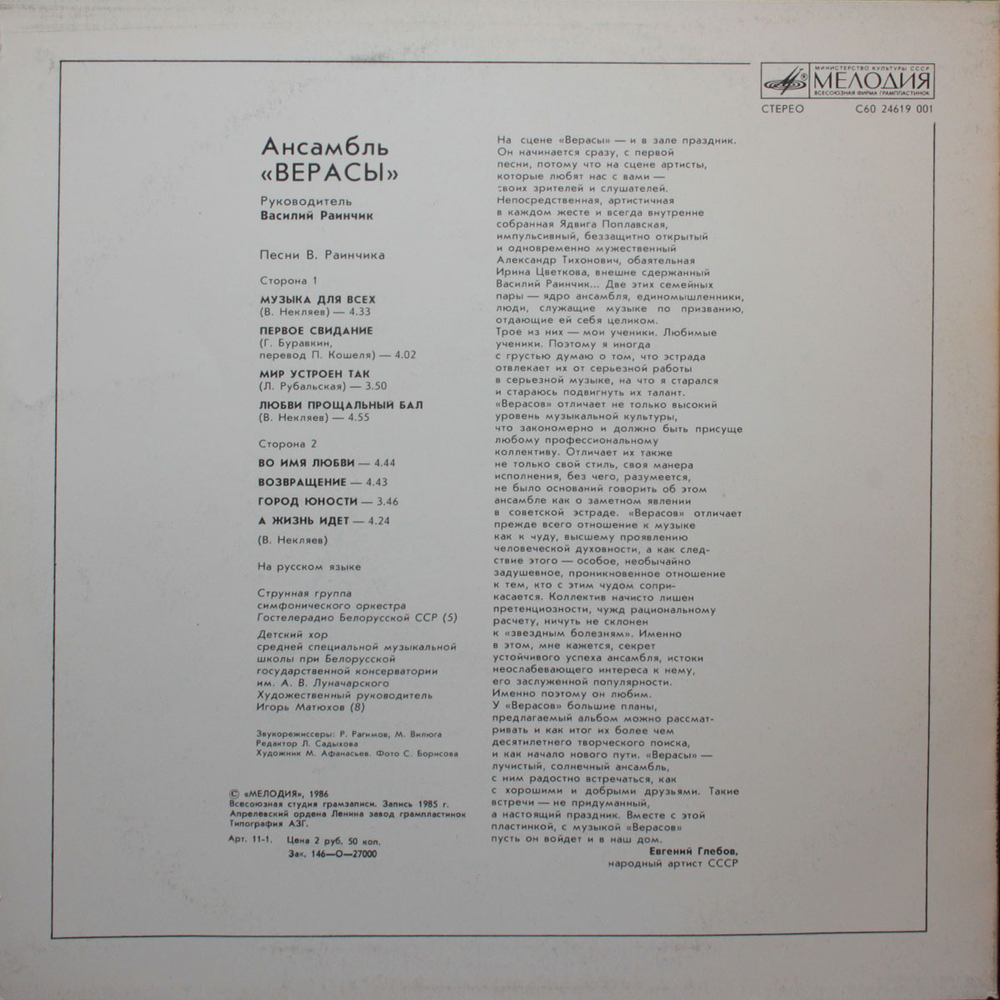 МИНИСТЕРСТВО КУЛЬТУРЫ СССР
МЕЛОДИЯ
ВСЕСОЮЗНАЯ ФИРМА ГРАМПЛАСТИНОК
СТЕРЕО С60 24619 001
Ансамбль
«ВЕРАСЫ»
Руководитель
Василий Раинчик
Песни В. Раинчика
Сторона 1
МУЗЫКА ДЛЯ ВСЕХ
(В. Некляев) — 4.33
ПЕРВОЕ СВИДАНИЕ
(Г. Буравкин,
перевод П. Кошеля) — 4.02
МИР УСТРОЕН ТАК
(Л. Рубальская) — 3.50
ЛЮБВИ ПРОЩАЛЬНЫЙ БАЛ
(В. Некляев) — 4.55
Сторона 2
ВО ИМЯ ЛЮБВИ — 4.44
ВОЗВРАЩЕНИЕ — 4.43
ГОРОД ЮНОСТИ — 3.46
А ЖИЗНЬ ИДЕТ — 4.24
(В. Некляев)
На русском языке
Струнная группа
симфонического оркестра
Гостелерадио Белорусской ССР (5)
Детский хор
средней специальной музыкальной
школы при Белорусской
государственной консерватории
им. А. В. Луначарского
Художественный руководитель
Игорь Матюхов (8)
Звукорежиссеры: Р. Рагимов, М. Вилюга
Редактор Л. Садыхова
Художник М. Афанасьев. Фото С. Борисова
© «МЕЛОДИЯ», 1986
Всесоюзная студия грамзаписи. Запись 1985 г.
Апрелевский ордена Ленина завод грампластинок
Типография АЗГ.
Арт. 11-1. Цена 2 руб. 50 коп.
Зак. 146—О—27000
На сцене «Верасы» — и в зале праздник.
Он начинается сразу, с первой
песни, потому что на сцене артисты,
которые любят нас с вами —
своих зрителей и слушателей.
Непосредственная, артистичная
в каждом жесте и всегда внутренне
собранная Ядвига Поплавская,
импульсивный, беззащитно открытый
и одновременно мужественный
Александр Тихонович, обаятельная
Ирина Цветкова, внешне сдержанный
Василий Раинчик... Две этих семейных
пары — ядро ансамбля, единомышленники,
люди, служащие музыке по призванию,
отдающие ей себя целиком.
Трое из них — мои ученики. Любимые
ученики. Поэтому я иногда
с грустью думаю о том, что эстрада
отвлекает их от серьезной работы
в серьезной музыке, на что я старался
и стараюсь подвигнуть их талант.
«Верасов» отличает не только высокий
уровень музыкальной культуры,
что закономерно и должно быть присуще
любому профессиональному
коллективу. Отличает их также
не только свой стиль, своя манера
исполнения, без чего, разумеется,
не было оснований говорить об этом
ансамбле как о заметном явлении
в советской эстраде. «Верасов» отличает
прежде всего отношение к музыке
как к чуду, высшему проявлению
человеческой духовности, а как след-
ствие этого — особое, необычайно
задушевное, проникновенное отношение
к тем, кто с этим чудом сопри-
касается. Коллектив начисто лишен
претенциозности, чужд рациональному
расчету, ничуть не склонен
к «звездным болезням». Именно
в этом, мне кажется, секрет
устойчивого успеха ансамбля, истоки
неослабевающего интереса к нему,
его заслуженной популярности.
Именно поэтому он любим.
У «Верасов» большие планы,
предлагаемый альбом можно рассмат-
ривать и как итог их более чем
десятилетнего творческого поиска,
и как начало нового пути. «Верасы» —
лучистый, солнечный ансамбль,
с ним радостно встречаться, как
с хорошими и добрыми друзьями. Такие
встречи — не придуманный,
а настоящий праздник. Вместе с этой
пластинкой, с музыкой «Верасов»
пусть он войдет и в наш дом.
Евгений Глебов,
народный артист СССР